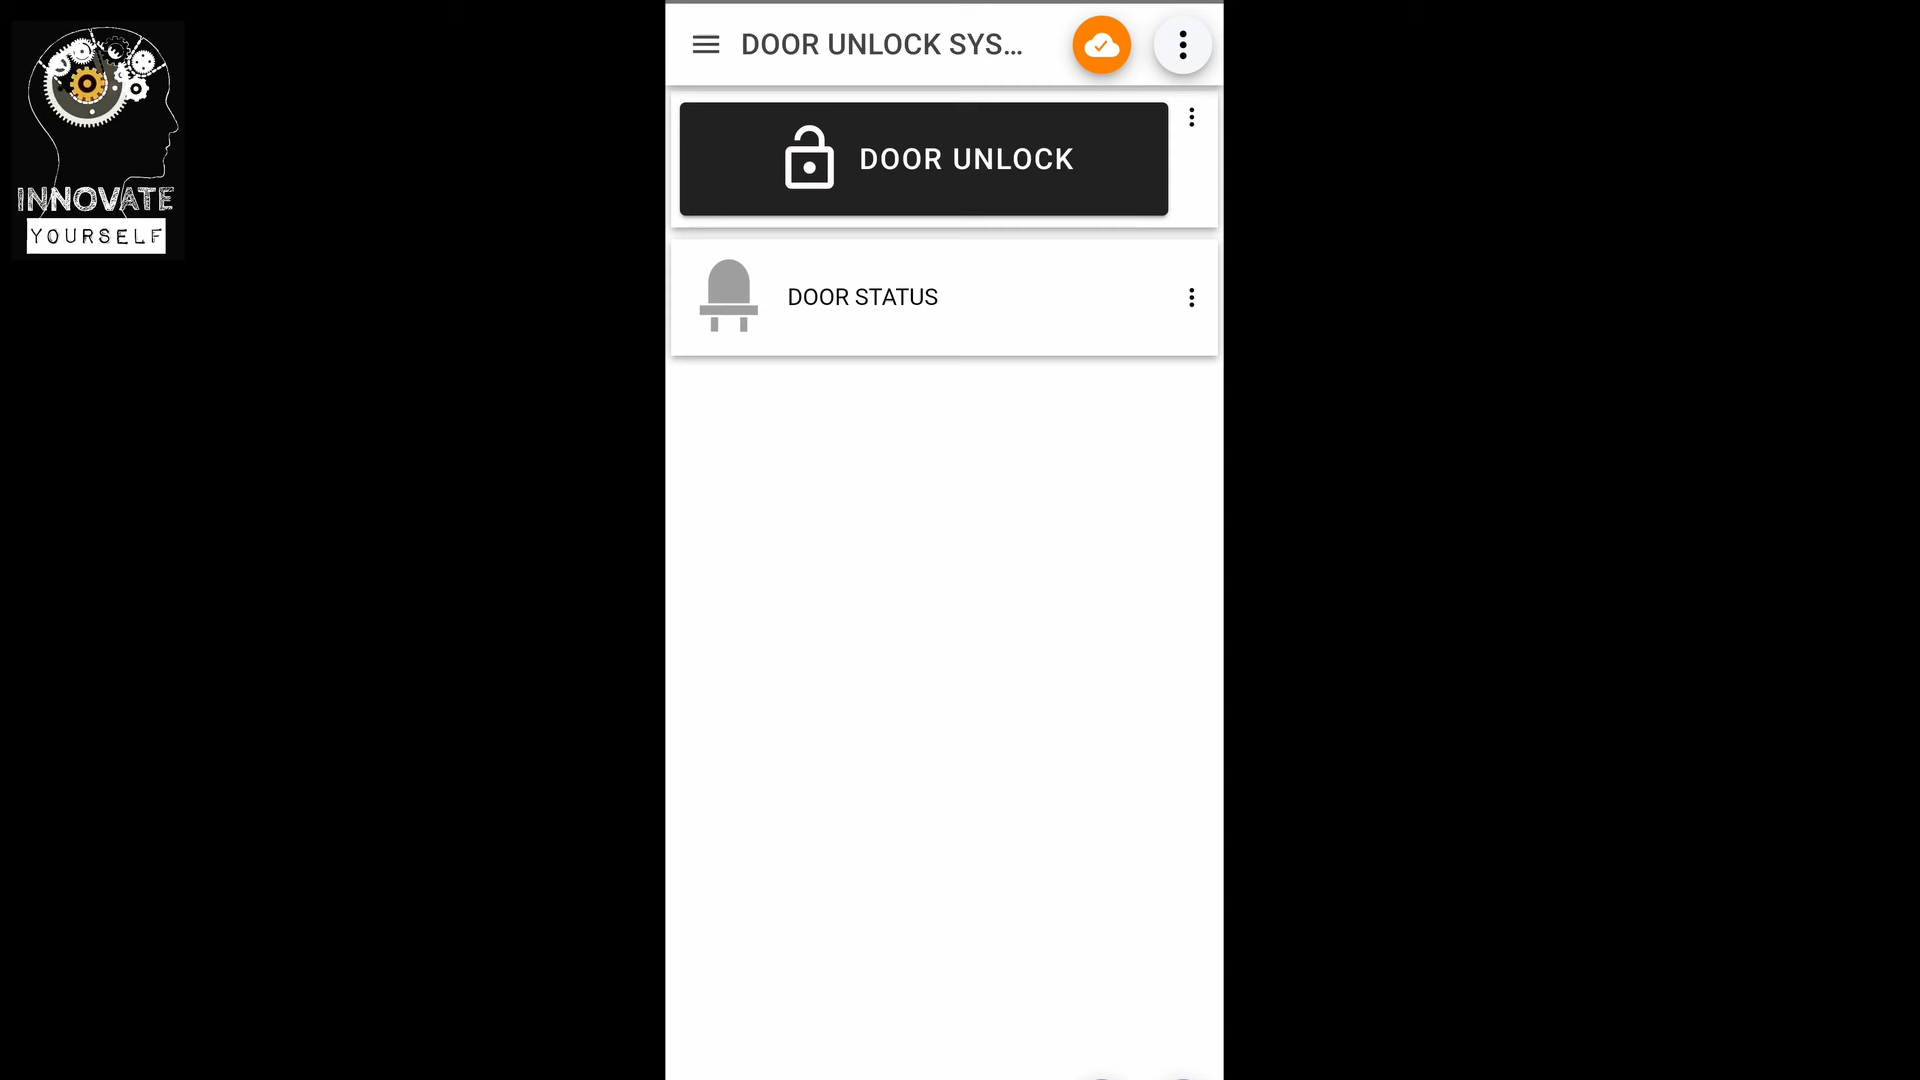 INNOVATE
YOURSELF
DOOR UNLOCK SYS...
DOOR UNLOCK
DOOR STATUS